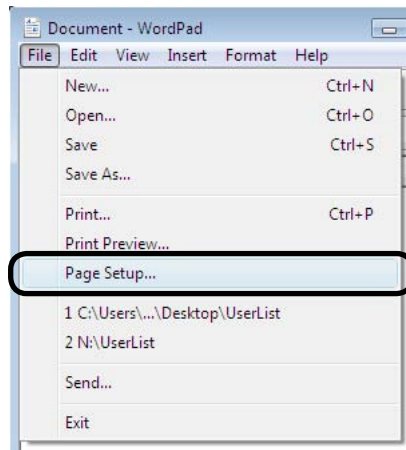 Document - WordPad
File Edit View Insert Format Help
New... Ctrl+N
Open... Ctrl+O
Save Ctrl+S
Save As...
Print... Ctrl+P
Print Preview...
Page Setup...
1 C:\Users\...\Desktop\UserList
2 N:\UserList
Send...
Exit